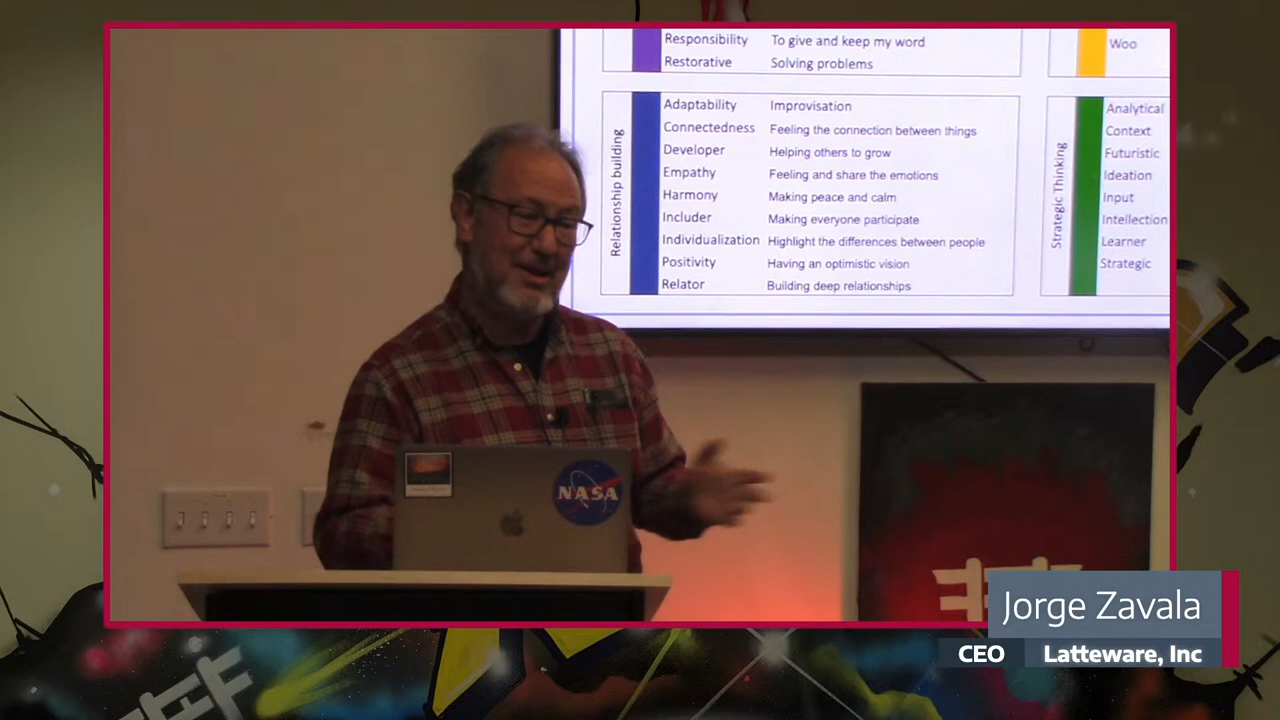 Responsibility To give and keep my word
Restorative Solving problems
Woo
Relationship building
Adaptability Improvisation
Connectedness Feeling the connection between things
Developer Helping others to grow
Empathy Feeling and share the emotions
Harmony Making peace and calm
Includer Making everyone participate
Individualization Highlight the differences between people
Positivity Having an optimistic vision
Relator Building deep relationships
Strategic Thinking
Analytical
Context
Futuristic
Ideation
Input
Intellection
Learner
Strategic
NASA
Jorge Zavala
CEO Latteware, Inc